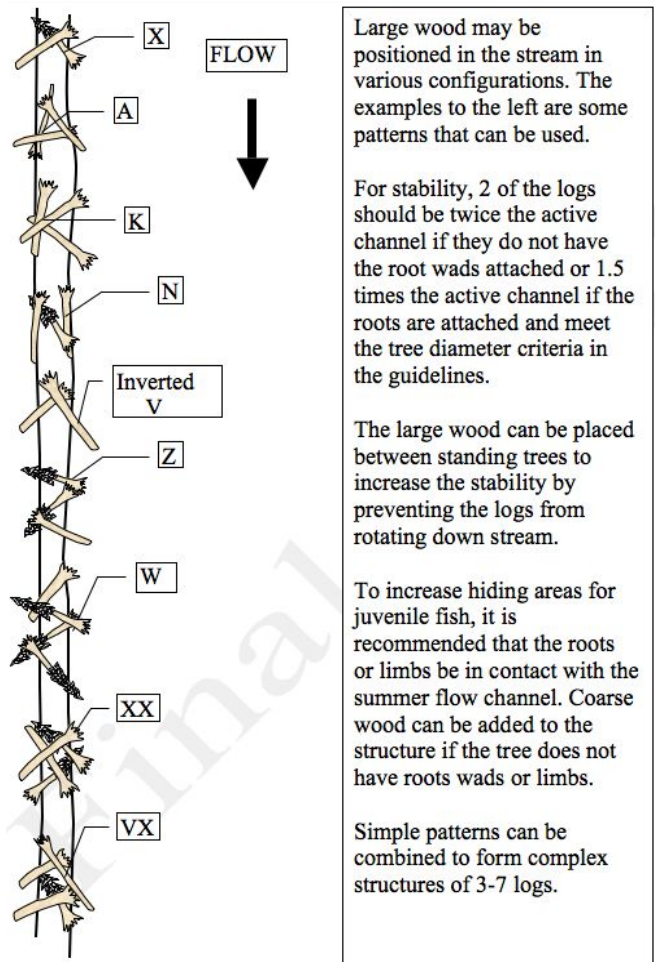 X
FLOW
A
K
N
Inverted
V
Z
W
XX
VX
Large wood may be
positioned in the stream in
various configurations. The
examples to the left are some
patterns that can be used.
For stability, 2 of the logs
should be twice the active
channel if they do not have
the root wads attached or 1.5
times the active channel if the
roots are attached and meet
the tree diameter criteria in
the guidelines.
The large wood can be placed
between standing trees to
increase the stability by
preventing the logs from
rotating down stream.
To increase hiding areas for
juvenile fish, it is
recommended that the roots
or limbs be in contact with the
summer flow channel. Coarse
wood can be added to the
structure if the tree does not
have roots wads or limbs.
Simple patterns can be
combined to form complex
structures of 3-7 logs.
Final